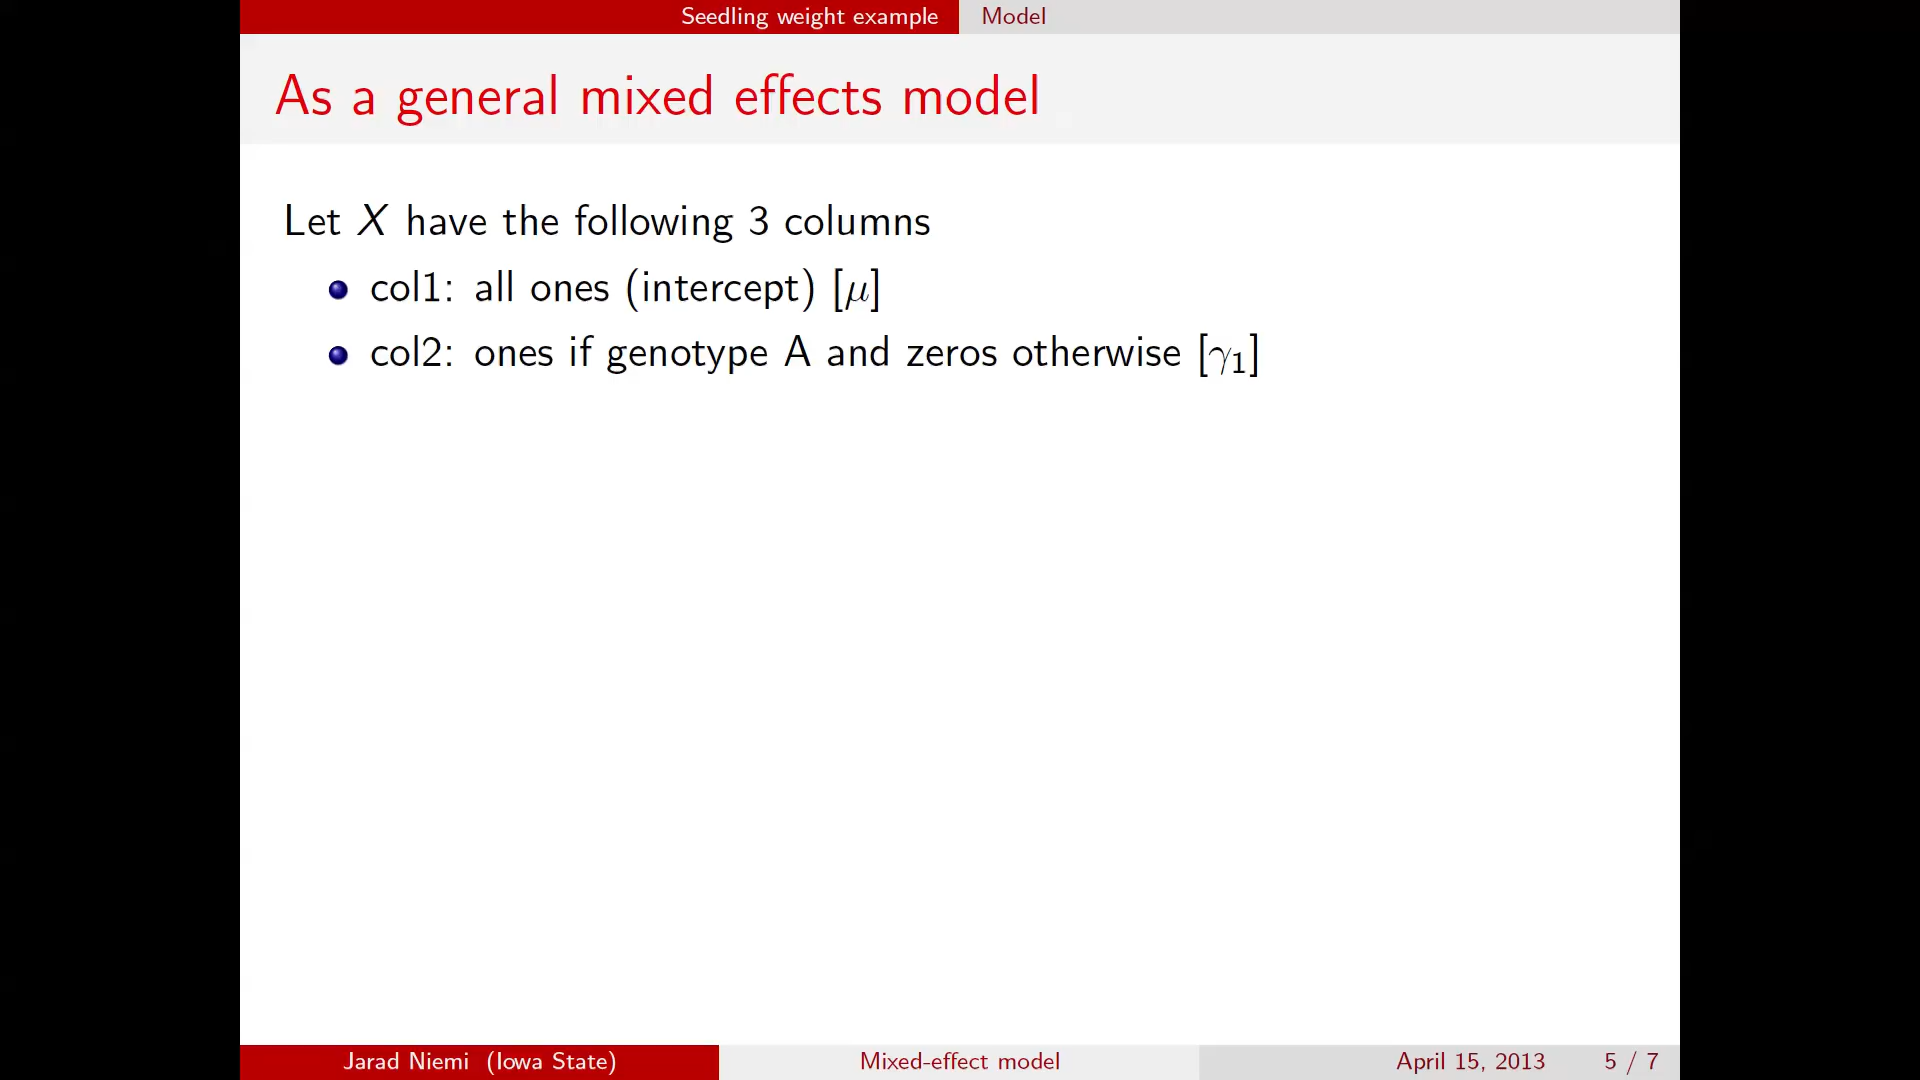 Seedling weight example Model
As a general mixed effects model
Let X have the following 3 columns
col1: all ones (intercept) [μ]
col2: ones if genotype A and zeros otherwise [γ₁]
Jarad Niemi (Iowa State) Mixed-effect model April 15, 2013 5 / 7